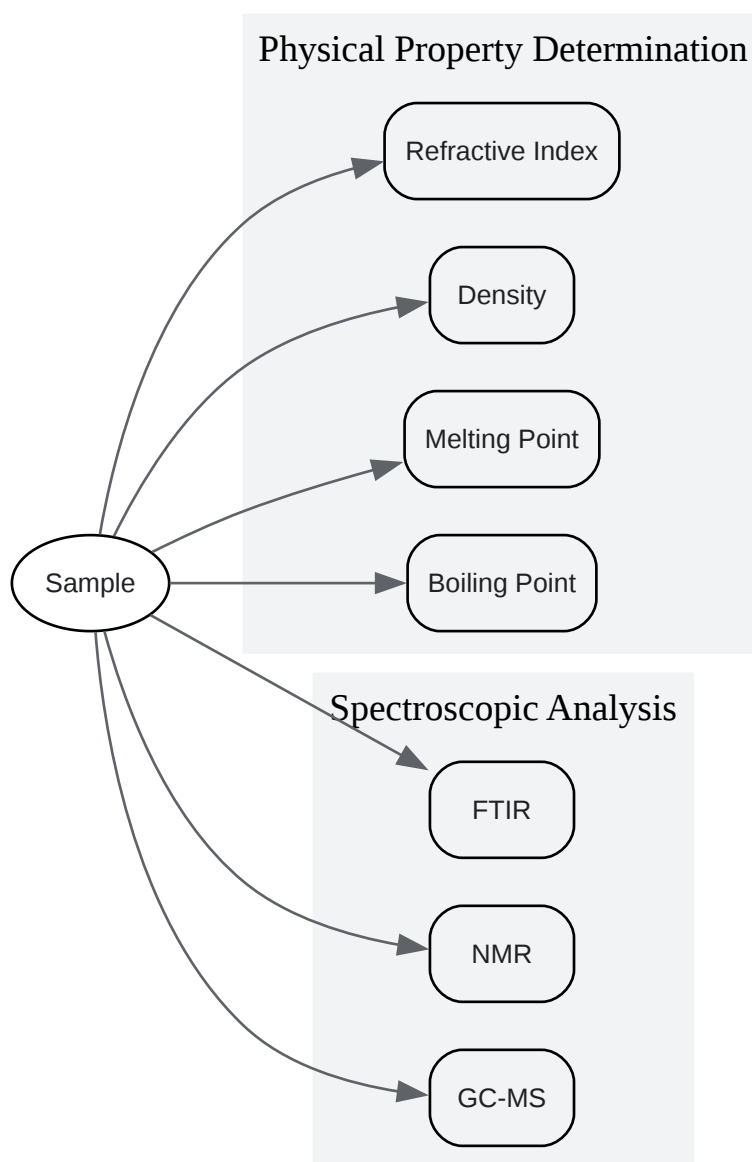 Physical Property Determination
Refractive Index
Density
Melting Point
Boiling Point
Sample
Spectroscopic Analysis
FTIR
NMR
GC-MS